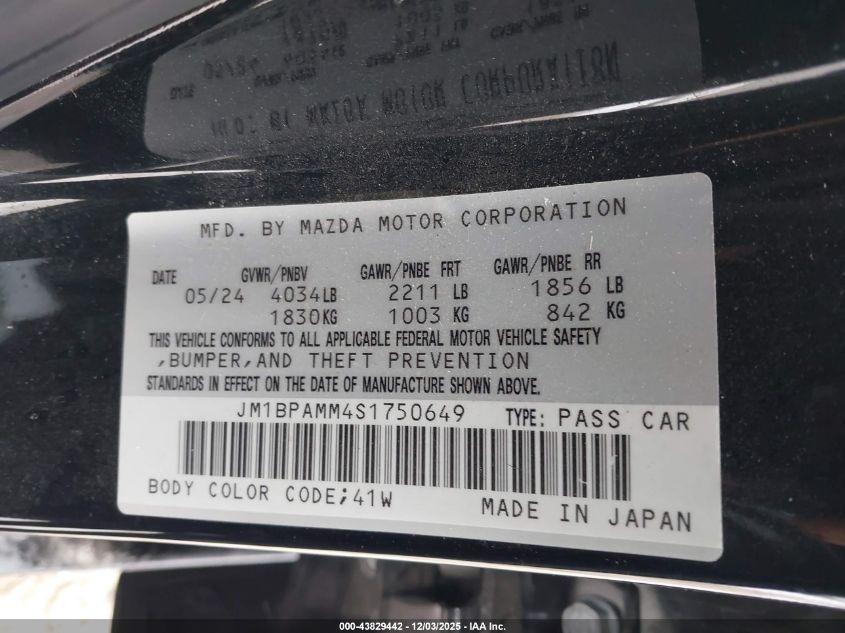 MFD. BY MAZDA MOTOR CORPORATION
DATE GVWR/PNBV GAWR/PNBE FRT GAWR/PNBE RR
05/24 4034LB 2211 LB 1856 LB
1830KG 1003 KG 842 KG
THIS VEHICLE CONFORMS TO ALL APPLICABLE FEDERAL MOTOR VEHICLE SAFETY
,BUMPER,AND THEFT PREVENTION
STANDARDS IN EFFECT ON THE DATE OF MANUFACTURE SHOWN ABOVE.
JM1BPAMM4S1750649 TYPE: PASS CAR
BODY COLOR CODE;41W MADE IN JAPAN
000-43829442 - 12/03/2025 - IAA, Inc.